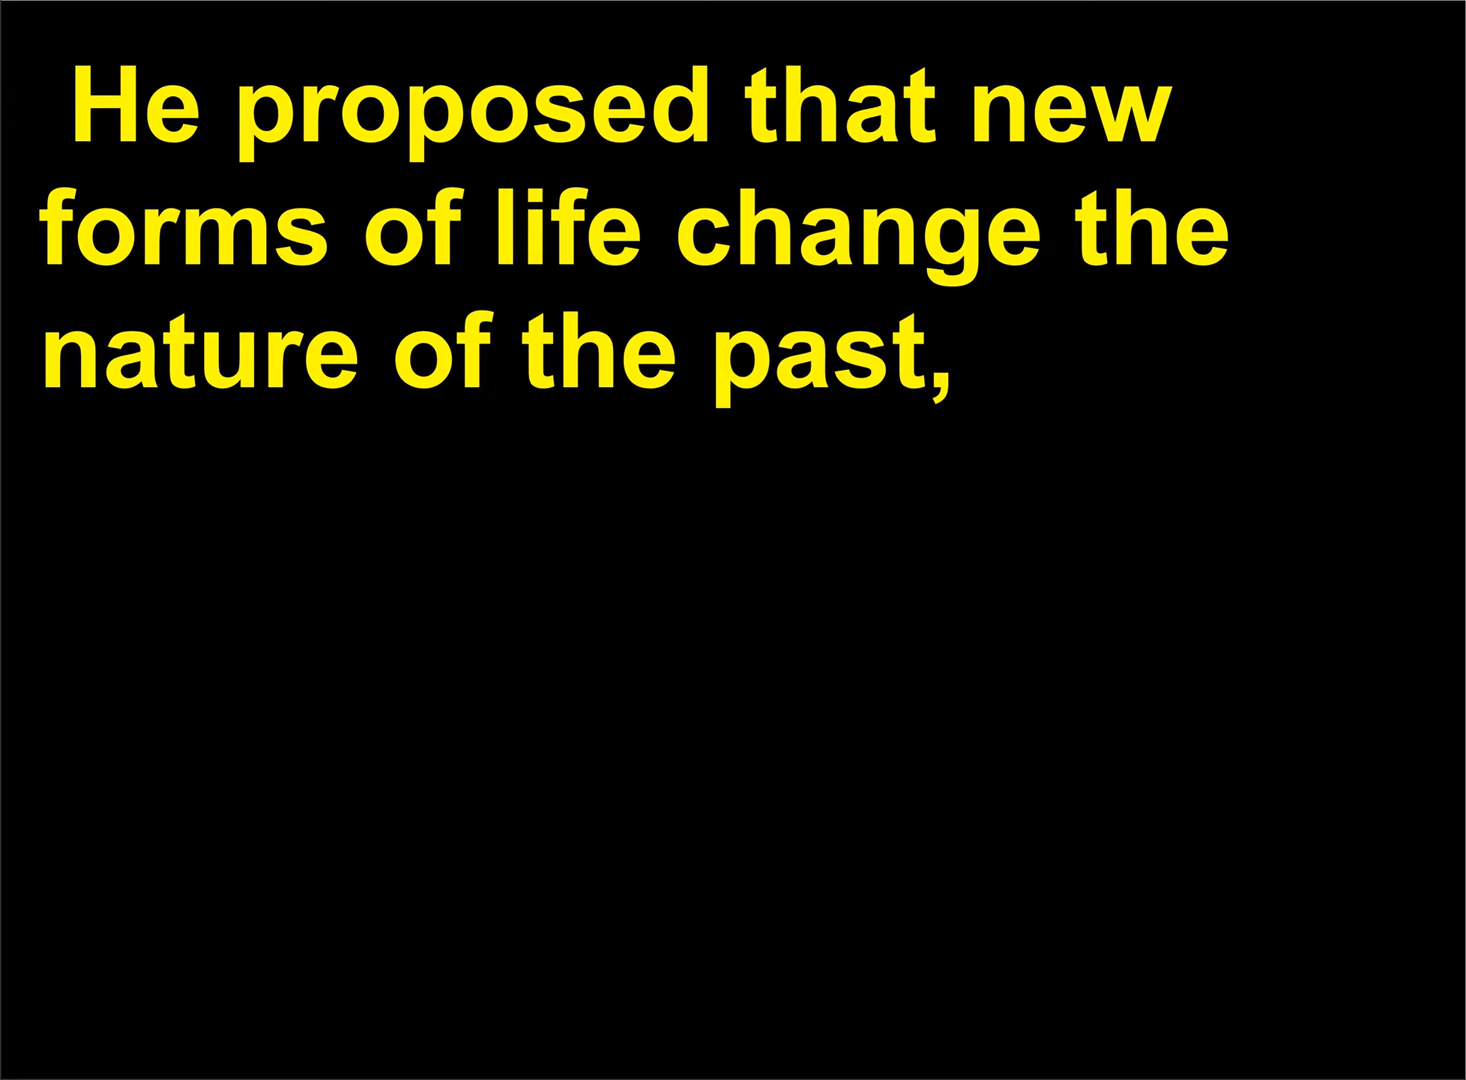 He proposed that new
forms of life change the
nature of the past,